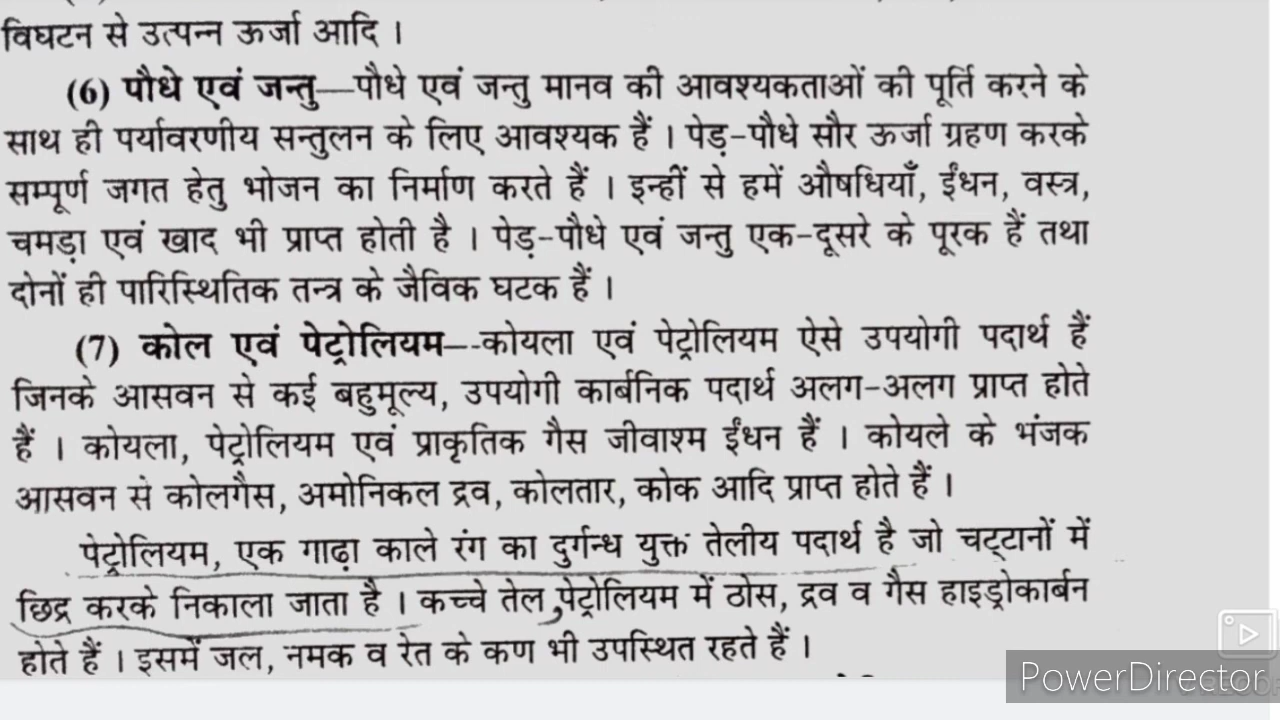 विघटन से उत्पन्न ऊर्जा आदि ।
(6) पौधे एवं जन्तु—पौधे एवं जन्तु मानव की आवश्यकताओं की पूर्ति करने के
साथ ही पर्यावरणीय सन्तुलन के लिए आवश्यक हैं । पेड़-पौधे सौर ऊर्जा ग्रहण करके
सम्पूर्ण जगत हेतु भोजन का निर्माण करते हैं । इन्हीं से हमें औषधियाँ, ईंधन, वस्त्र,
चमड़ा एवं खाद भी प्राप्त होती है । पेड़-पौधे एवं जन्तु एक-दूसरे के पूरक हैं तथा
दोनों ही पारिस्थितिक तन्त्र के जैविक घटक हैं ।
(7) कोल एवं पेट्रोलियम—-कोयला एवं पेट्रोलियम ऐसे उपयोगी पदार्थ हैं
जिनके आसवन से कई बहुमूल्य, उपयोगी कार्बनिक पदार्थ अलग-अलग प्राप्त होते
हैं । कोयला, पेट्रोलियम एवं प्राकृतिक गैस जीवाश्म ईंधन हैं । कोयले के भंजक
आसवन सं कोलगैस, अमोनिकल द्रव, कोलतार, कोक आदि प्राप्त होते हैं ।
पेट्रोलियम, एक गाढ़ा काले रंग का दुर्गन्ध युक्त तेलीय पदार्थ है जो चट्टानों में
छिद्र करके निकाला जाता है । कच्चे तेल, पेट्रोलियम में ठोस, द्रव व गैस हाइड्रोकार्बन
होते हैं । इसमें जल, नमक व रेत के कण भी उपस्थित रहते हैं ।
PowerDirector